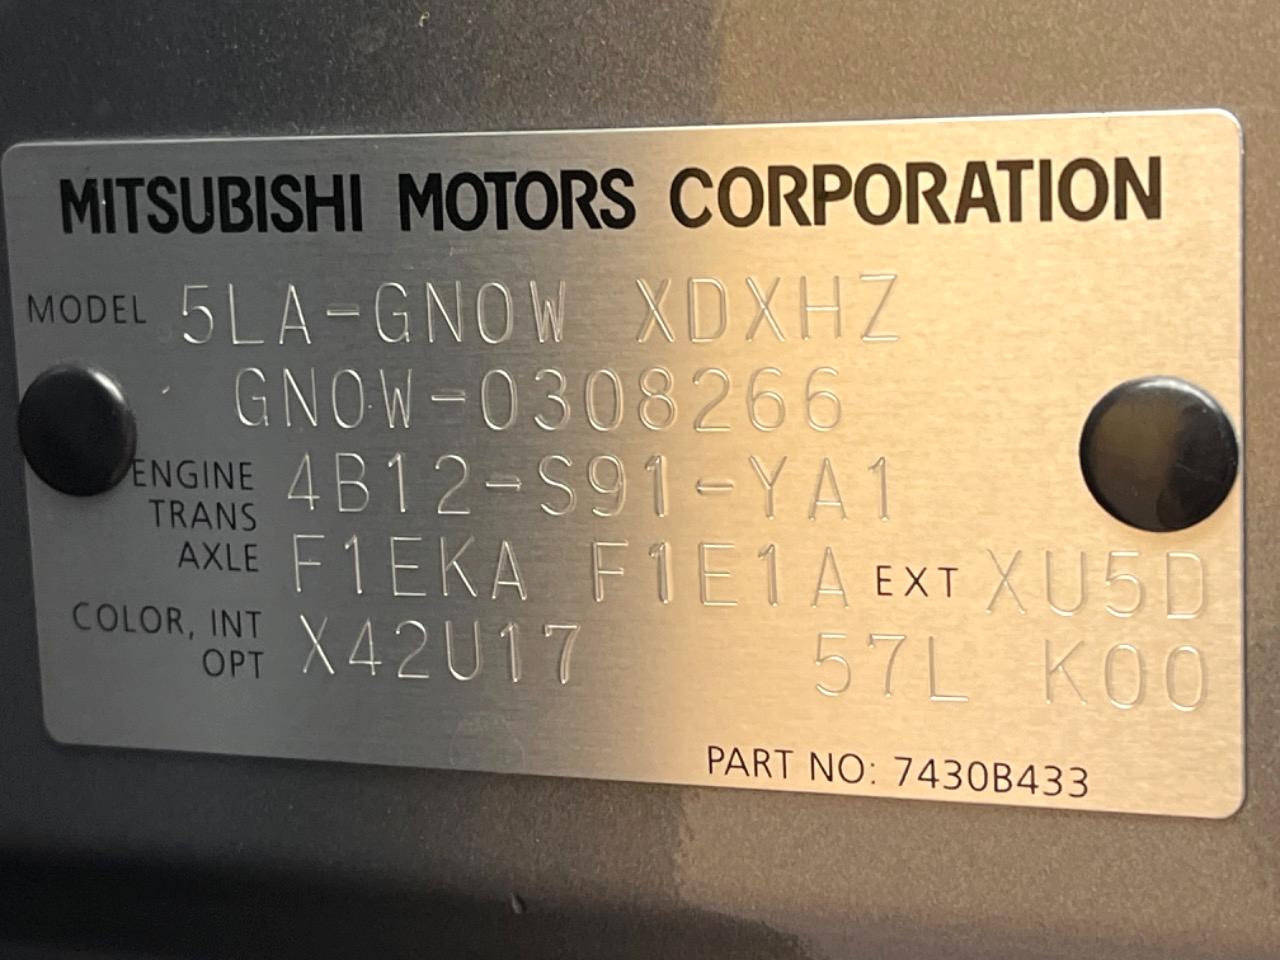 MITSUBISHI MOTORS CORPORATION
MODEL 5LA-GN0W XDXHZ
GN0W-0308266
ENGINE 4B12-S91-YA1
TRANS
AXLE F1EKA F1E1A EXT XU5D
COLOR, INT
OPT X42U17 57L K00
PART NO: 7430B433